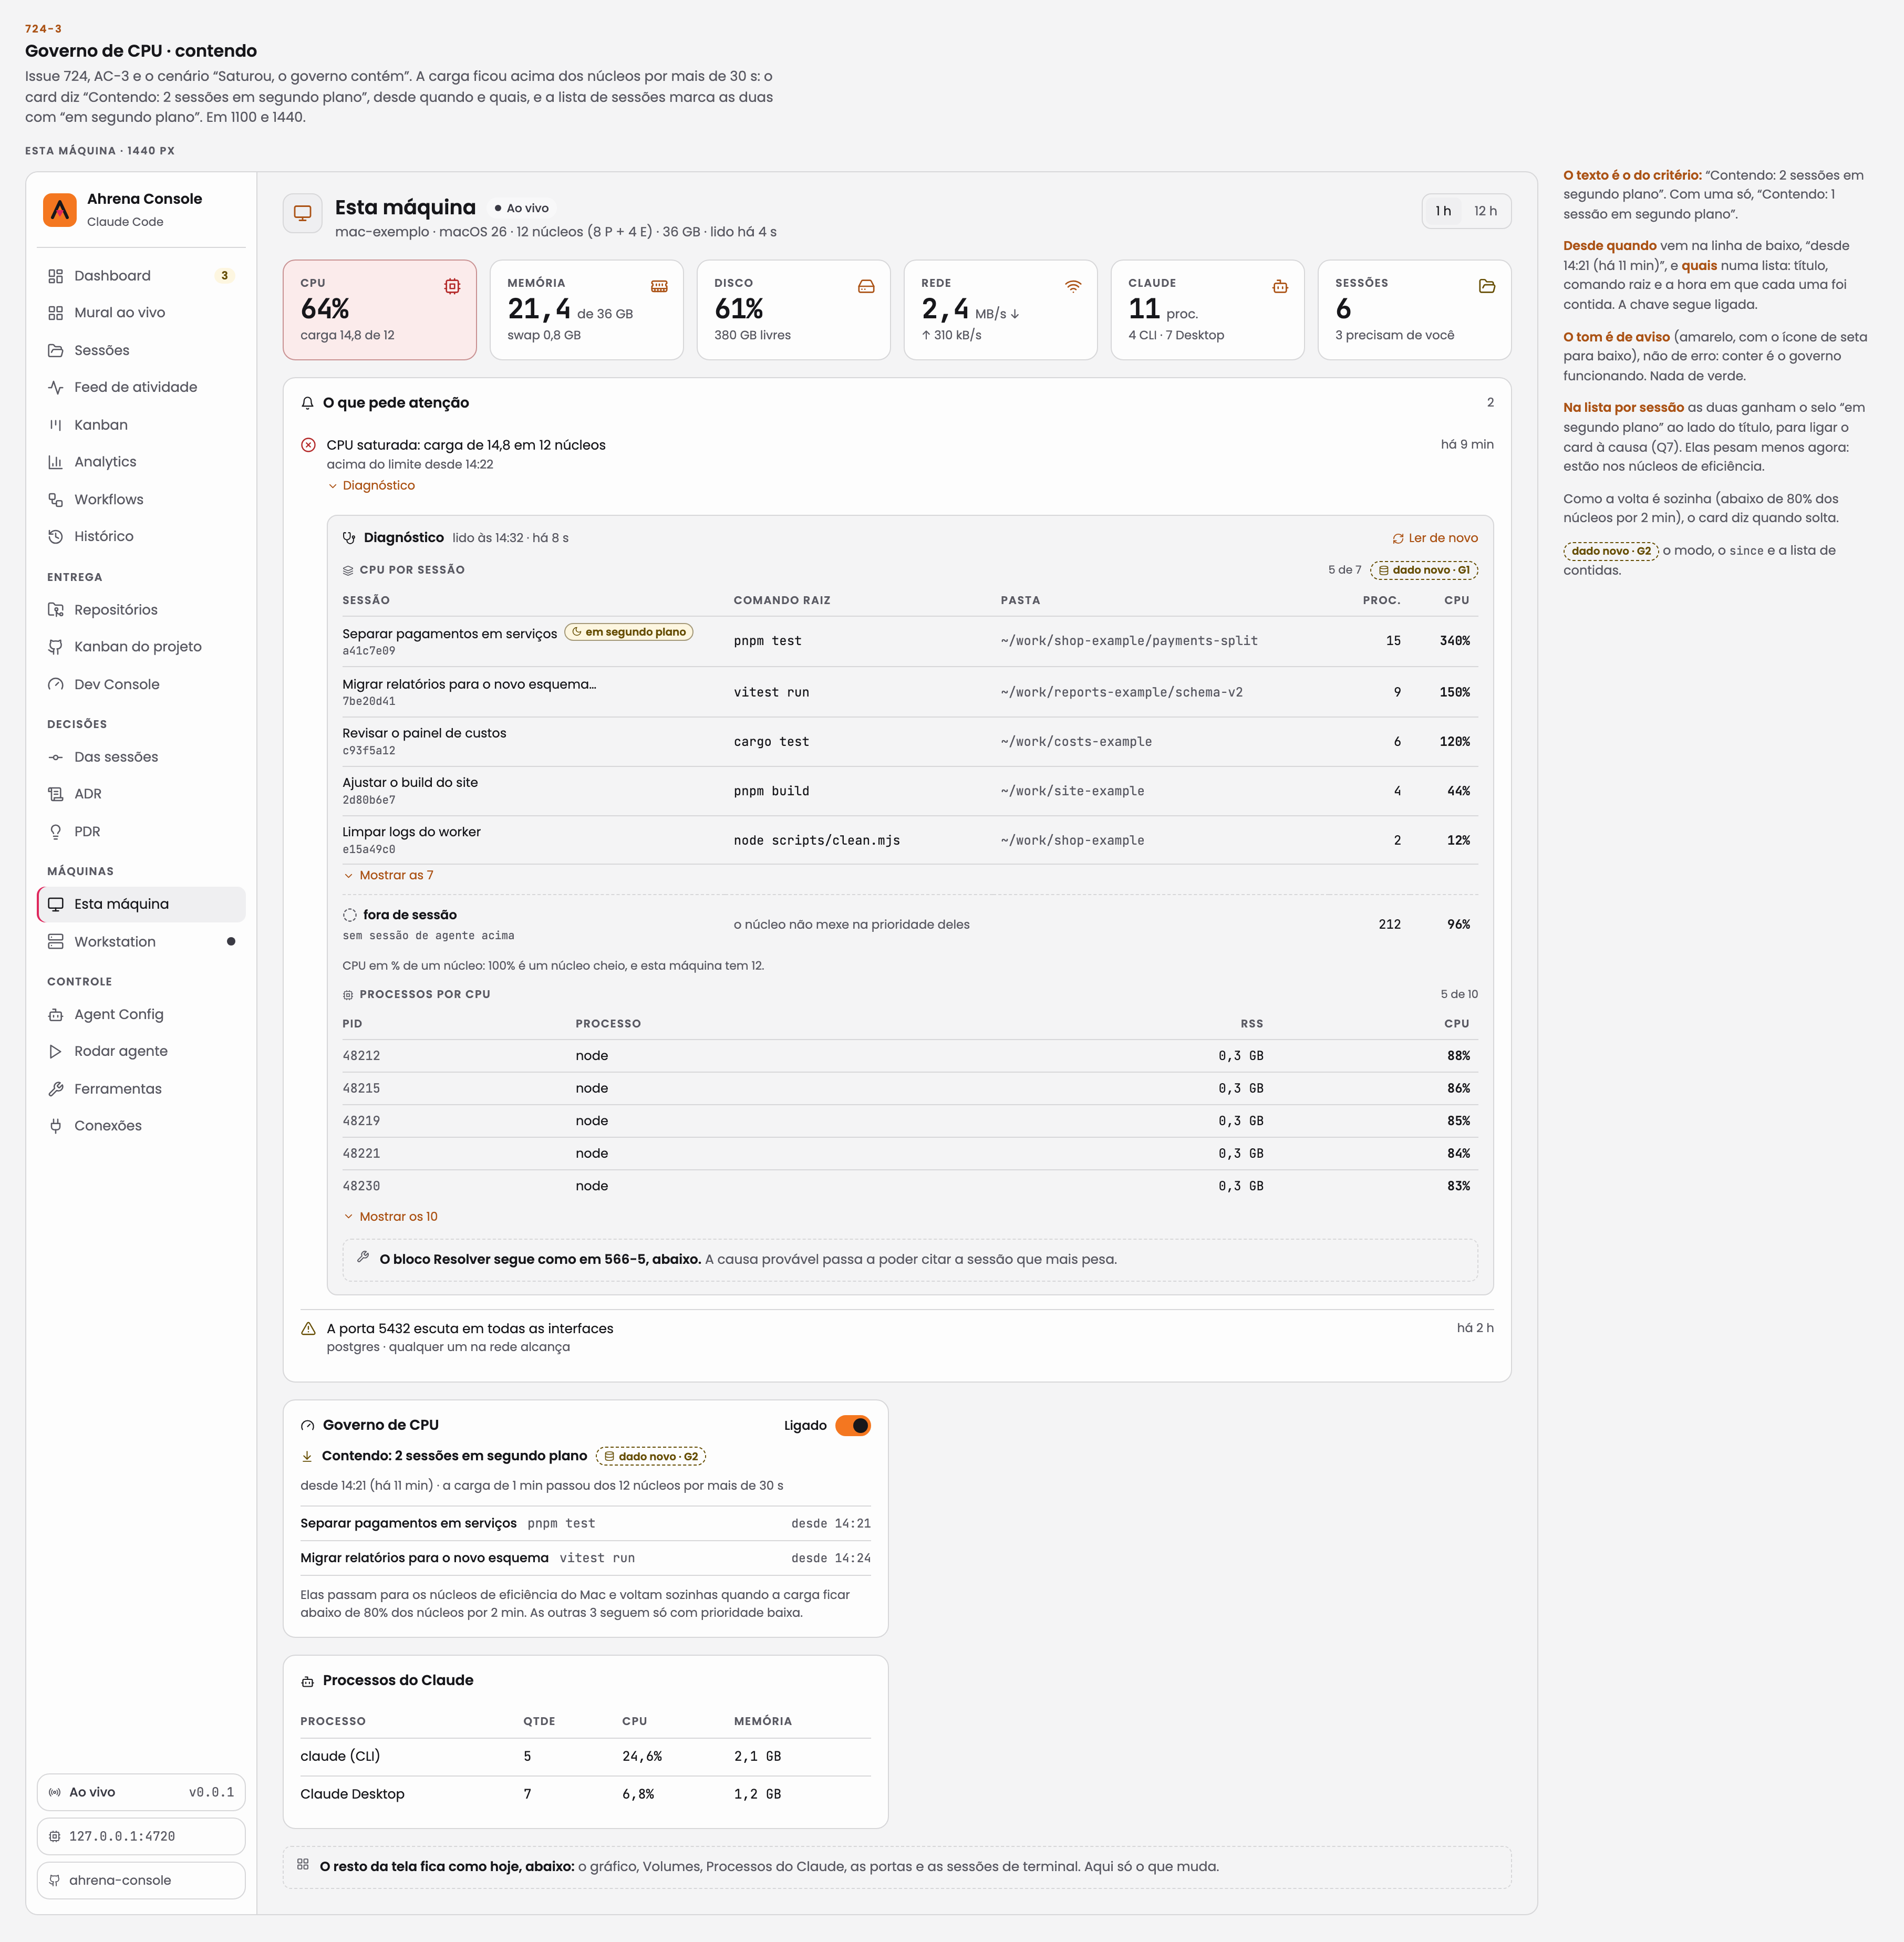 724-3
Governo de CPU · contendo
Issue 724, AC-3 e o cenário “Saturou, o governo contém”. A carga ficou acima dos núcleos por mais de 30 s: o
card diz “Contendo: 2 sessões em segundo plano”, desde quando e quais, e a lista de sessões marca as duas
com “em segundo plano”. Em 1100 e 1440.
ESTA MÁQUINA · 1440 PX
Ahrena Console
Claude Code
Dashboard 3
Mural ao vivo
Sessões
Feed de atividade
Kanban
Analytics
Workflows
Histórico
ENTREGA
Repositórios
Kanban do projeto
Dev Console
DECISÕES
Das sessões
ADR
PDR
MÁQUINAS
Esta máquina
Workstation
CONTROLE
Agent Config
Rodar agente
Ferramentas
Conexões
Ao vivo v0.0.1
127.0.0.1:4720
ahrena-console
Esta máquina Ao vivo
mac-exemplo · macOS 26 · 12 núcleos (8 P + 4 E) · 36 GB · lido há 4 s
1 h 12 h
CPU
64%
carga 14,8 de 12
MEMÓRIA
21,4 de 36 GB
swap 0,8 GB
DISCO
61%
380 GB livres
REDE
2,4 MB/s ↓
↑ 310 kB/s
CLAUDE
11 proc.
4 CLI · 7 Desktop
SESSÕES
6
3 precisam de você
O que pede atenção 2
CPU saturada: carga de 14,8 em 12 núcleos há 9 min
acima do limite desde 14:22
Diagnóstico
Diagnóstico lido às 14:32 · há 8 s Ler de novo
CPU POR SESSÃO 5 de 7 dado novo · G1
SESSÃO COMANDO RAIZ PASTA PROC. CPU
Separar pagamentos em serviços em segundo plano
a41c7e09
pnpm test ~/work/shop-example/payments-split 15 340%
Migrar relatórios para o novo esquema…
7be20d41
vitest run ~/work/reports-example/schema-v2 9 150%
Revisar o painel de custos
c93f5a12
cargo test ~/work/costs-example 6 120%
Ajustar o build do site
2d80b6e7
pnpm build ~/work/site-example 4 44%
Limpar logs do worker
e15a49c0
node scripts/clean.mjs ~/work/shop-example 2 12%
Mostrar as 7
fora de sessão
sem sessão de agente acima
o núcleo não mexe na prioridade deles 212 96%
CPU em % de um núcleo: 100% é um núcleo cheio, e esta máquina tem 12.
PROCESSOS POR CPU 5 de 10
PID PROCESSO RSS CPU
48212 node 0,3 GB 88%
48215 node 0,3 GB 86%
48219 node 0,3 GB 85%
48221 node 0,3 GB 84%
48230 node 0,3 GB 83%
Mostrar os 10
O bloco Resolver segue como em 566-5, abaixo. A causa provável passa a poder citar a sessão que mais pesa.
A porta 5432 escuta em todas as interfaces há 2 h
postgres · qualquer um na rede alcança
Governo de CPU Ligado
Contendo: 2 sessões em segundo plano dado novo · G2
desde 14:21 (há 11 min) · a carga de 1 min passou dos 12 núcleos por mais de 30 s
Separar pagamentos em serviços pnpm test desde 14:21
Migrar relatórios para o novo esquema vitest run desde 14:24
Elas passam para os núcleos de eficiência do Mac e voltam sozinhas quando a carga ficar
abaixo de 80% dos núcleos por 2 min. As outras 3 seguem só com prioridade baixa.
Processos do Claude
PROCESSO QTDE CPU MEMÓRIA
claude (CLI) 5 24,6% 2,1 GB
Claude Desktop 7 6,8% 1,2 GB
O resto da tela fica como hoje, abaixo: o gráfico, Volumes, Processos do Claude, as portas e as sessões de terminal. Aqui só o que muda.
O texto é o do critério: “Contendo: 2 sessões em
segundo plano”. Com uma só, “Contendo: 1
sessão em segundo plano”.
Desde quando vem na linha de baixo, “desde
14:21 (há 11 min)”, e quais numa lista: título,
comando raiz e a hora em que cada uma foi
contida. A chave segue ligada.
O tom é de aviso (amarelo, com o ícone de seta
para baixo), não de erro: conter é o governo
funcionando. Nada de verde.
Na lista por sessão as duas ganham o selo “em
segundo plano” ao lado do título, para ligar o
card à causa (Q7). Elas pesam menos agora:
estão nos núcleos de eficiência.
Como a volta é sozinha (abaixo de 80% dos
núcleos por 2 min), o card diz quando solta.
dado novo · G2 o modo, o since e a lista de
contidas.